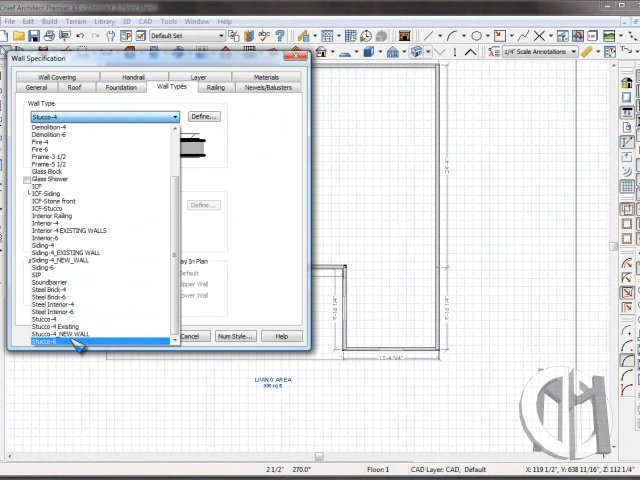 Chief Architect Premier
File Edit Build Terrain Library 3D CAD Tools Window Help
Default Set
1/4" Scale Annotations
Wall Specification
Wall Covering Handrail Layer Materials
General Roof Foundation Wall Types Railing Newels/Balusters
Wall Type
Stucco-4
Define...
Demolition-4
Demolition-6
Fire-4
Fire-6
Frame-3 1/2
Frame-5 1/2
Glass Block
Glass Shower
ICF
ICF-Siding
ICF-Stone front
ICF-Stucco
Interior Railing
Interior-4
Interior-4 EXISTING WALLS
Interior-6
Siding-4
Siding-4_EXISTING WALL
Siding-4_NEW_WALL
Siding-6
SIP
Soundbarrier
Steel Brick-4
Steel Brick-6
Steel Interior-4
Steel Interior-6
Stucco-4
Stucco-4 Existing
Stucco-4_NEW WALL
Stucco-6
Define...
ay In Plan
Default
Upper Wall
Lower Wall
Cancel Num Style... Help
LIVING AREA
2 1/2" 270.0° Floor: 1 CAD Layer: CAD, Default X: 119 1/2", Y: 638 11/16", Z: 112 1/4"